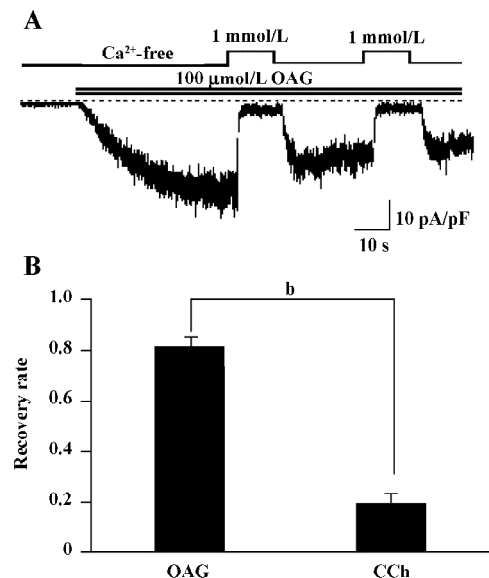 A
Ca²⁺-free
1 mmol/L
1 mmol/L
100 μmol/L OAG
10 pA/pF
10 s
B
b
Recovery rate
1.0
0.8
0.6
0.4
0.2
0
OAG
CCh